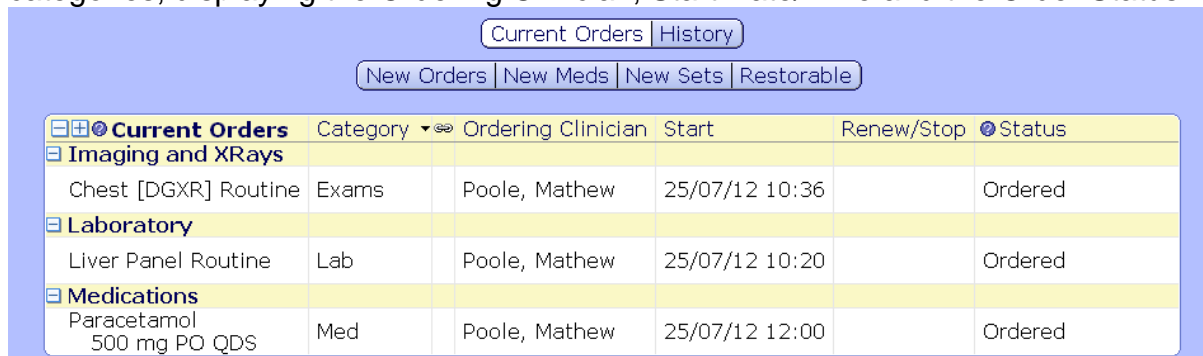 Current Orders History
New Orders New Meds New Sets Restorable
Current Orders Category Ordering Clinician Start Renew/Stop Status
Imaging and XRays
Chest [DGXR] Routine Exams Poole, Mathew 25/07/12 10:36 Ordered
Laboratory
Liver Panel Routine Lab Poole, Mathew 25/07/12 10:20 Ordered
Medications
Paracetamol
500 mg PO QDS Med Poole, Mathew 25/07/12 12:00 Ordered